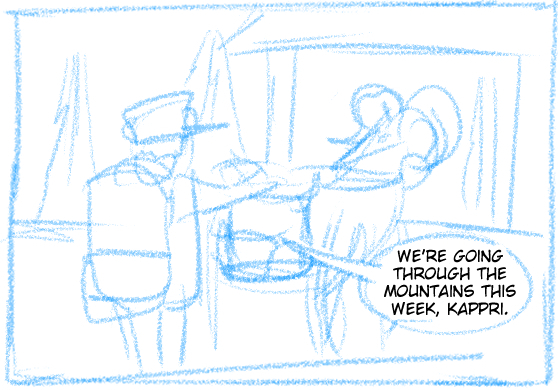 WE'RE GOING
THROUGH THE
MOUNTAINS THIS
WEEK, KAPPRI.